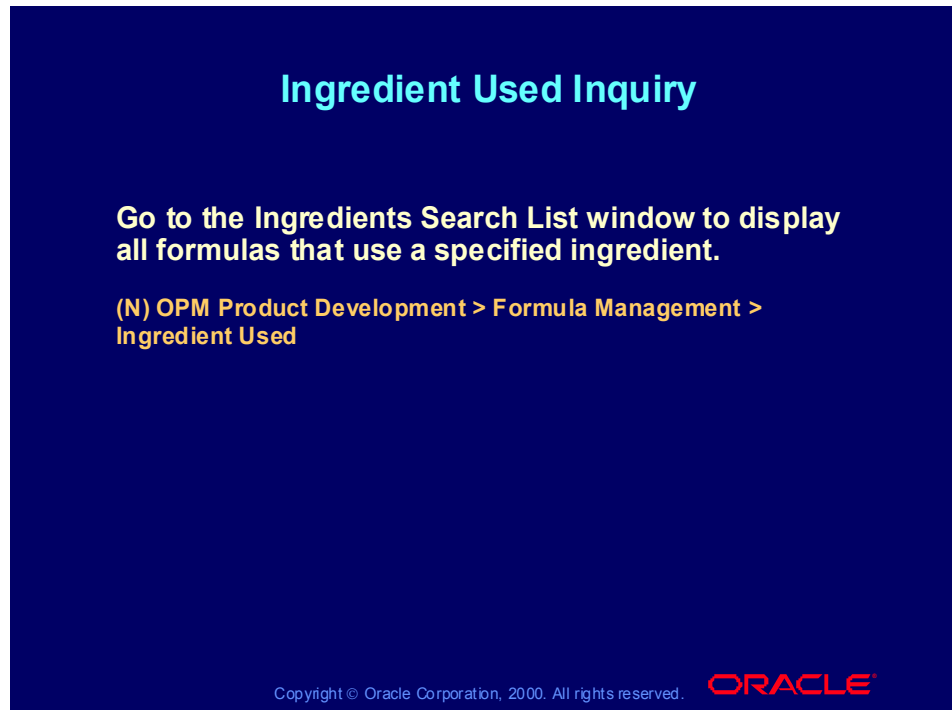 Ingredient Used Inquiry
Go to the Ingredients Search List window to display
all formulas that use a specified ingredient.
(N) OPM Product Development > Formula Management >
Ingredient Used
Copyright © Oracle Corporation, 2000. All rights reserved.
ORACLE®